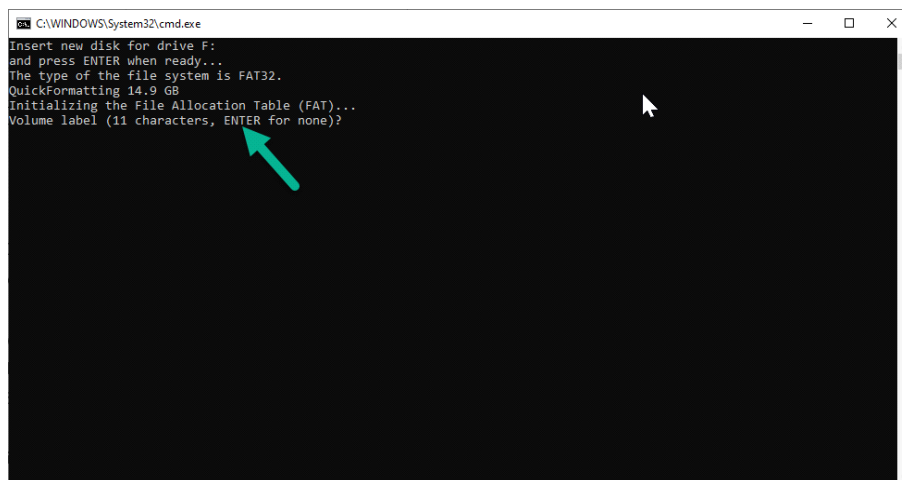 C:\WINDOWS\System32\cmd.exe
Insert new disk for drive F:
and press ENTER when ready...
The type of the file system is FAT32.
QuickFormatting 14.9 GB
Initializing the File Allocation Table (FAT)...
Volume label (11 characters, ENTER for none)?